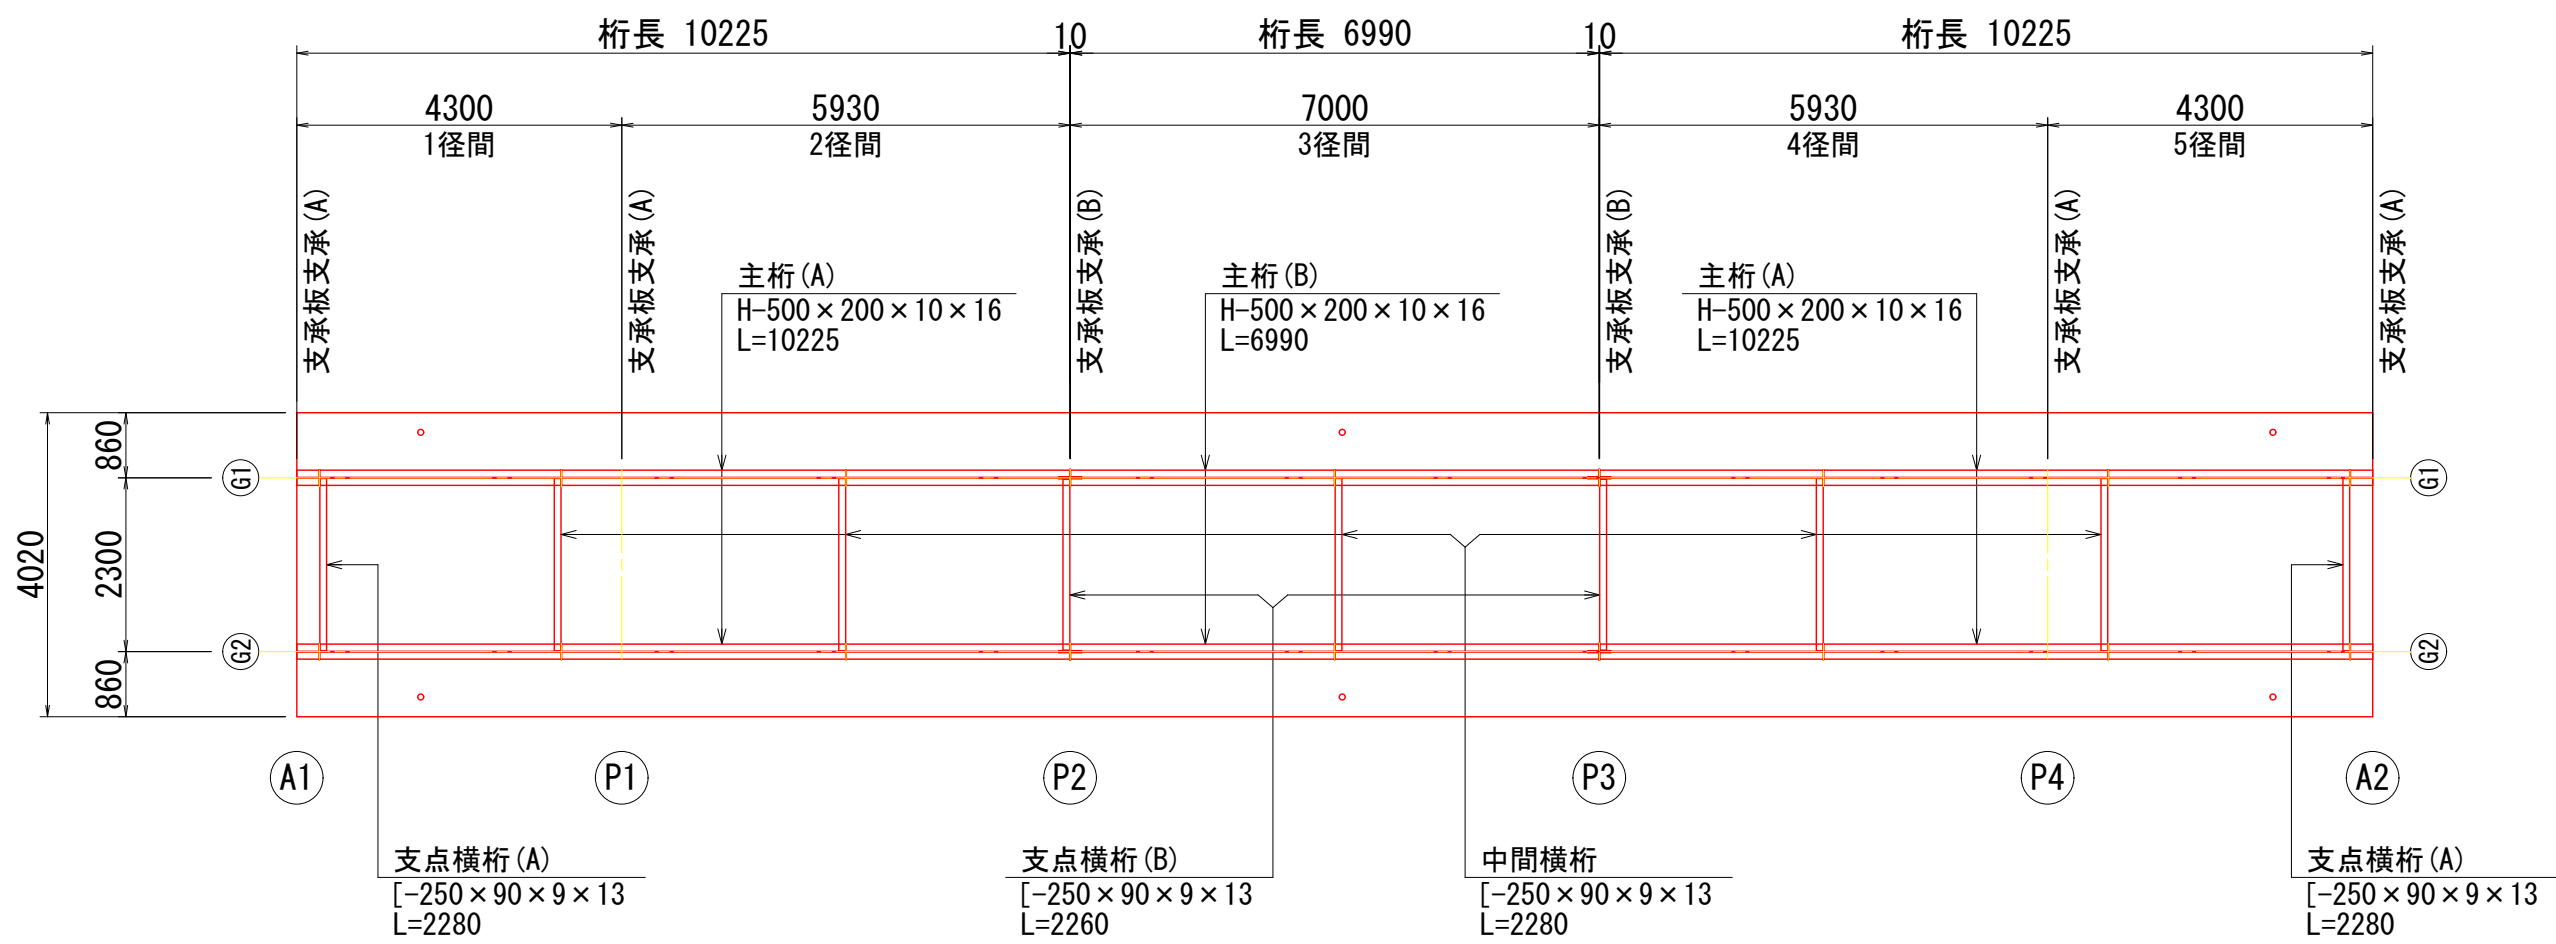 桁長 10225
10
桁長 6990
10
桁長 10225
4300
5930
7000
5930
4300
1径間
2径間
3径間
4径間
5径間
支承板支承(A)
支承板支承(A)
支承板支承(B)
支承板支承(B)
支承板支承(A)
支承板支承(A)
主桁(A)
H-500×200×10×16
L=10225
主桁(B)
H-500×200×10×16
L=6990
主桁(A)
H-500×200×10×16
L=10225
860
2300
860
4020
G1
G1
G2
G2
A1
P1
P2
P3
P4
A2
支点横桁(A)
[-250×90×9×13
L=2280
支点横桁(B)
[-250×90×9×13
L=2260
中間横桁
[-250×90×9×13
L=2280
支点横桁(A)
[-250×90×9×13
L=2280